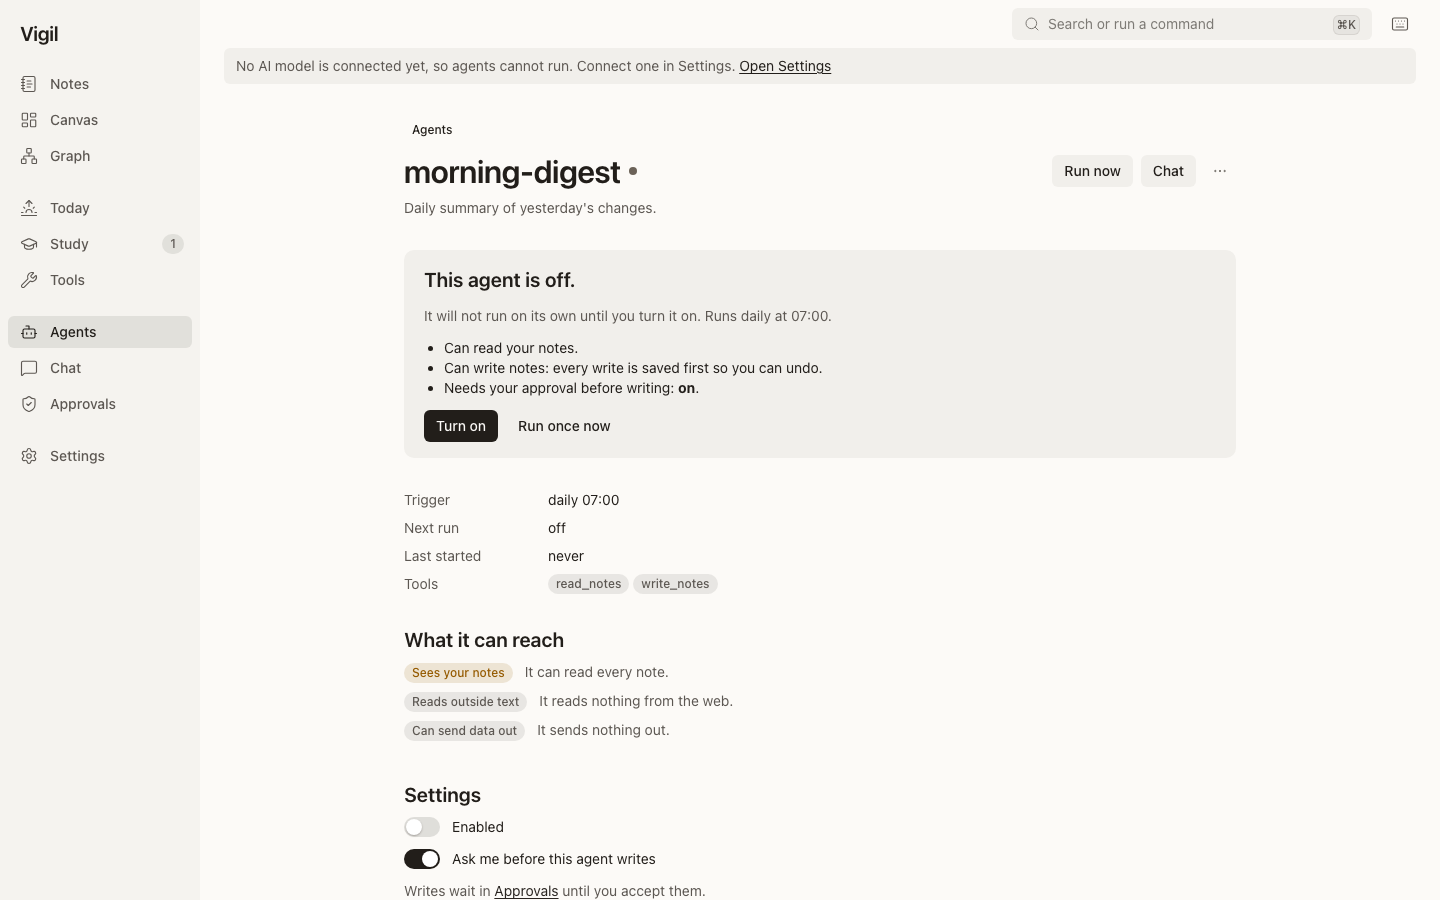 Vigil
Search or run a command
⌘K
Notes
Canvas
Graph
Today
Study
1
Tools
Agents
Chat
Approvals
Settings
No AI model is connected yet, so agents cannot run. Connect one in Settings. Open Settings
Agents
morning-digest
Run now
Chat
Daily summary of yesterday's changes.
This agent is off.
It will not run on its own until you turn it on. Runs daily at 07:00.
Can read your notes.
Can write notes: every write is saved first so you can undo.
Needs your approval before writing: on.
Turn on
Run once now
Trigger daily 07:00
Next run off
Last started never
Tools read_notes write_notes
What it can reach
Sees your notes It can read every note.
Reads outside text It reads nothing from the web.
Can send data out It sends nothing out.
Settings
Enabled
Ask me before this agent writes
Writes wait in Approvals until you accept them.